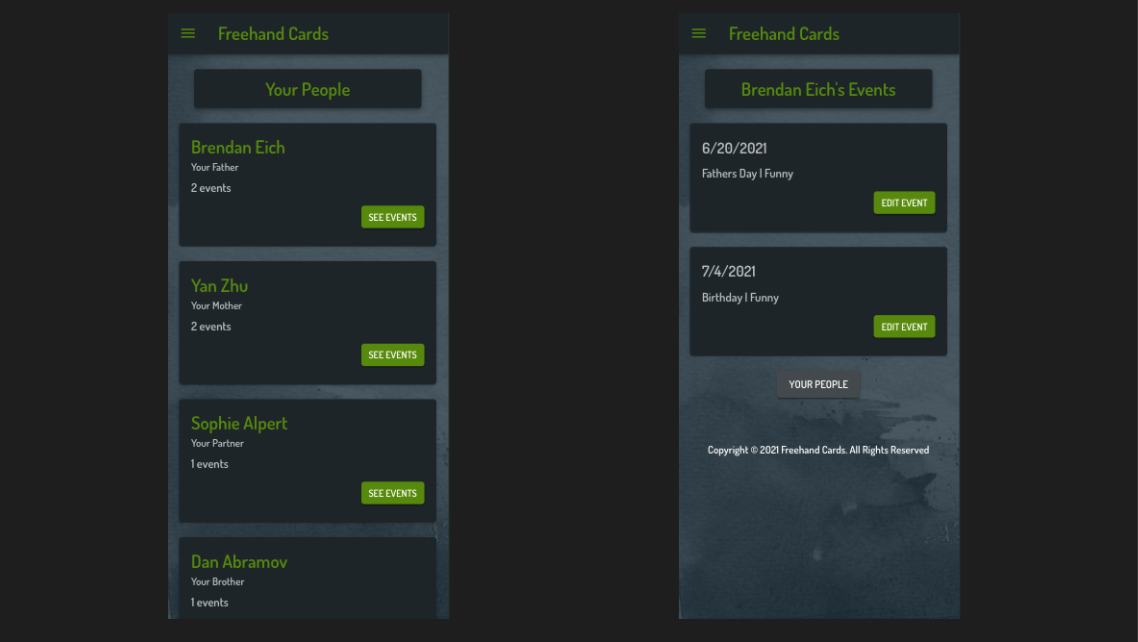 Freehand Cards
Your People
Brendan Eich
Your Father
2 events
SEE EVENTS
Yan Zhu
Your Mother
2 events
SEE EVENTS
Sophie Alpert
Your Partner
1 events
SEE EVENTS
Dan Abramov
Your Brother
1 events
Freehand Cards
Brendan Eich's Events
6/20/2021
Fathers Day | Funny
EDIT EVENT
7/4/2021
Birthday | Funny
EDIT EVENT
YOUR PEOPLE
Copyright © 2021 Freehand Cards. All Rights Reserved